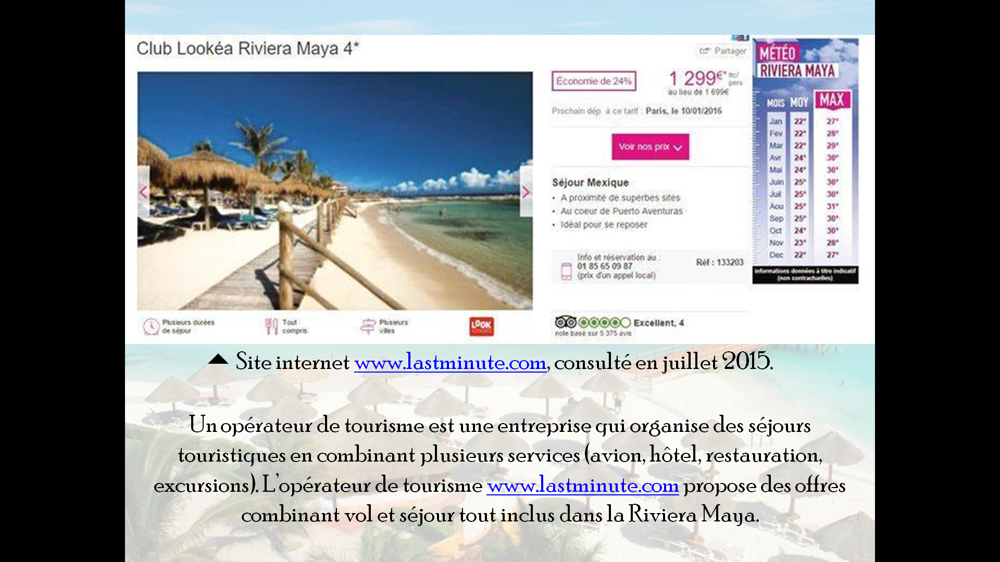 Club Lookéa Riviera Maya 4*
Partager
Économie de 24%
1 299€* ttc/
pers
au lieu de 1 699€
Prochain dép. à ce tarif : Paris, le 10/01/2016
Voir nos prix
Séjour Mexique
• A proximité de superbes sites
• Au coeur de Puerto Aventuras
• Idéal pour se reposer
Info et réservation au :
01 85 65 09 87
(prix d'un appel local)
Réf : 133203
Excellent, 4
note basé sur 5 375 avis
Plusieurs durées
de séjour
Tout
compris
Plusieurs
villes
LOOK
VOYAGES
MÉTÉO
RIVIERA MAYA
MOIS MOY MAX
Jan 22° 27°
Fev 22° 28°
Mar 22° 29°
Avr 24° 30°
Mai 24° 30°
Juin 25° 30°
Juil 25° 30°
Aou 25° 31°
Sep 25° 30°
Oct 24° 30°
Nov 23° 28°
Dec 22° 27°
informations données à titre indicatif
(non contractuelles)
Site internet www.lastminute.com, consulté en juillet 2015.
Un opérateur de tourisme est une entreprise qui organise des séjours
touristiques en combinant plusieurs services (avion, hôtel, restauration,
excursions). L'opérateur de tourisme www.lastminute.com propose des offres
combinant vol et séjour tout inclus dans la Riviera Maya.